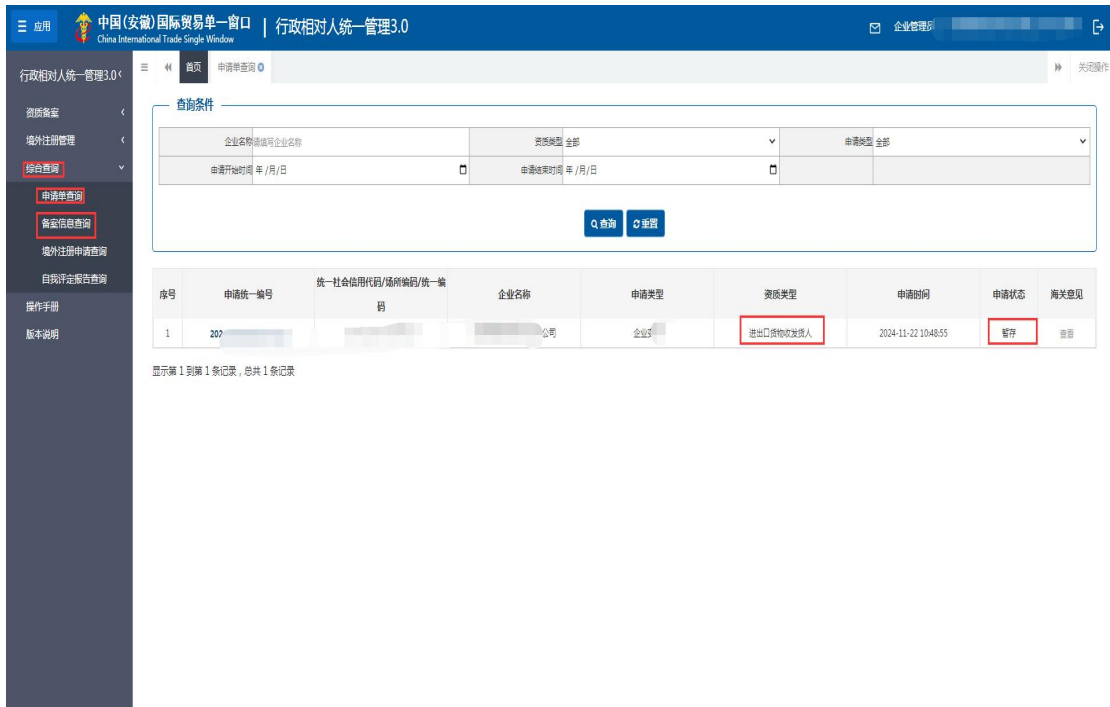 应用
中国(安徽)国际贸易单一窗口 | 行政相对人统一管理3.0
China International Trade Single Window
企业管理员
行政相对人统一管理3.0
首页 申请单查询 关闭操作
资质备案
境外注册管理
综合查询
申请单查询
备案信息查询
境外注册申请查询
自我评定报告查询
操作手册
版本说明
查询条件
企业名称 请填写企业名称 资质类型 全部 申请类型 全部
申请开始时间 年/月/日 申请结束时间 年/月/日
查询 重置
序号 申请统一编号 统一社会信用代码/场所编码/统一编码 企业名称 申请类型 资质类型 申请时间 申请状态 海关意见
1 202 公司 企业 进出口货物收发货人 2024-11-22 10:48:55 暂存 查看
显示第 1 到第 1 条记录，总共 1 条记录